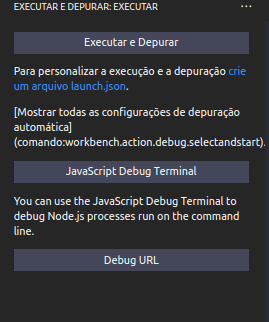 EXECUTAR E DEPURAR: EXECUTAR ...
Executar e Depurar
Para personalizar a execução e a depuração crie
um arquivo launch.json.
[Mostrar todas as configurações de depuração
automática]
(comando:workbench.action.debug.selectandstart).
JavaScript Debug Terminal
You can use the JavaScript Debug Terminal to
debug Node.js processes run on the command
line.
Debug URL